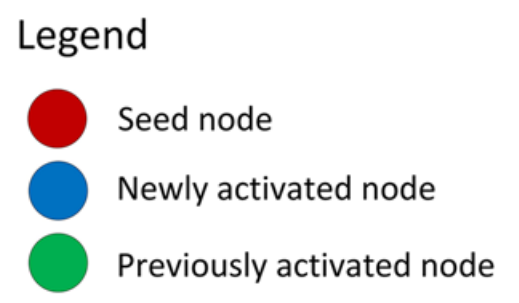 Legend
Seed node
Newly activated node
Previously activated node